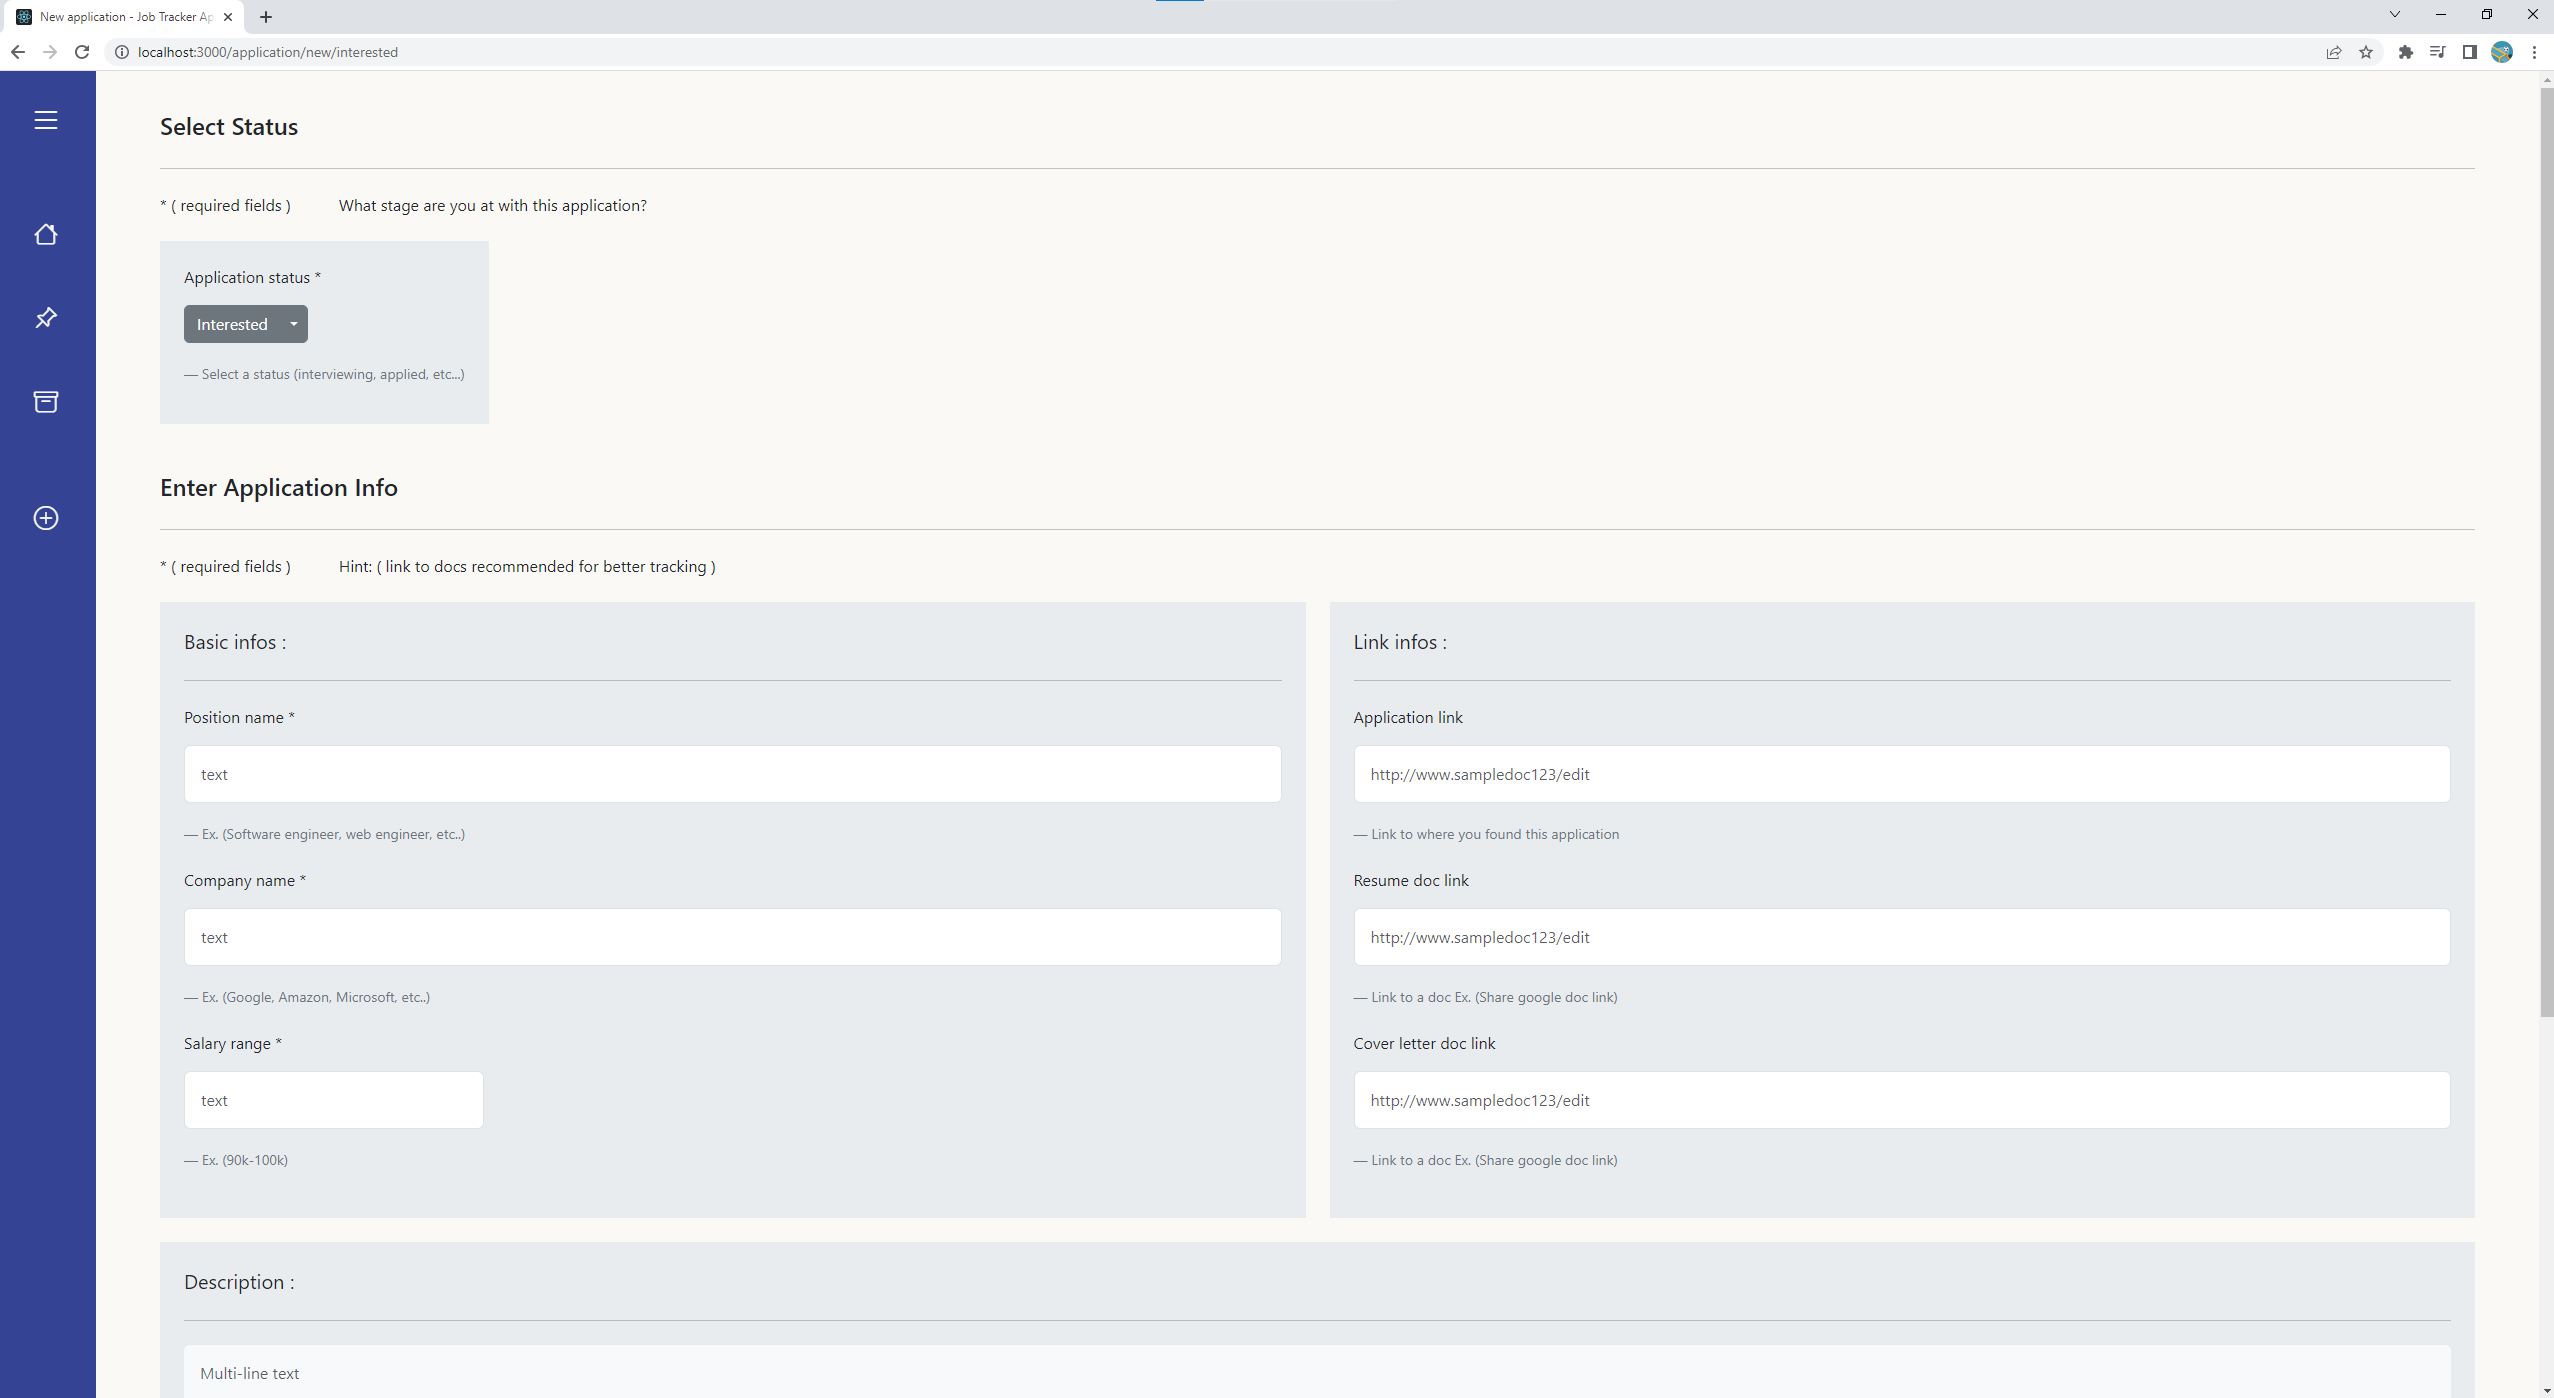 New application - Job Tracker Ap
localhost:3000/application/new/interested
Select Status
* ( required fields ) What stage are you at with this application?
Application status *
Interested
— Select a status (interviewing, applied, etc...)
Enter Application Info
* ( required fields ) Hint: ( link to docs recommended for better tracking )
Basic infos :
Position name *
text
— Ex. (Software engineer, web engineer, etc..)
Company name *
text
— Ex. (Google, Amazon, Microsoft, etc..)
Salary range *
text
— Ex. (90k-100k)
Link infos :
Application link
http://www.sampledoc123/edit
— Link to where you found this application
Resume doc link
http://www.sampledoc123/edit
— Link to a doc Ex. (Share google doc link)
Cover letter doc link
http://www.sampledoc123/edit
— Link to a doc Ex. (Share google doc link)
Description :
Multi-line text